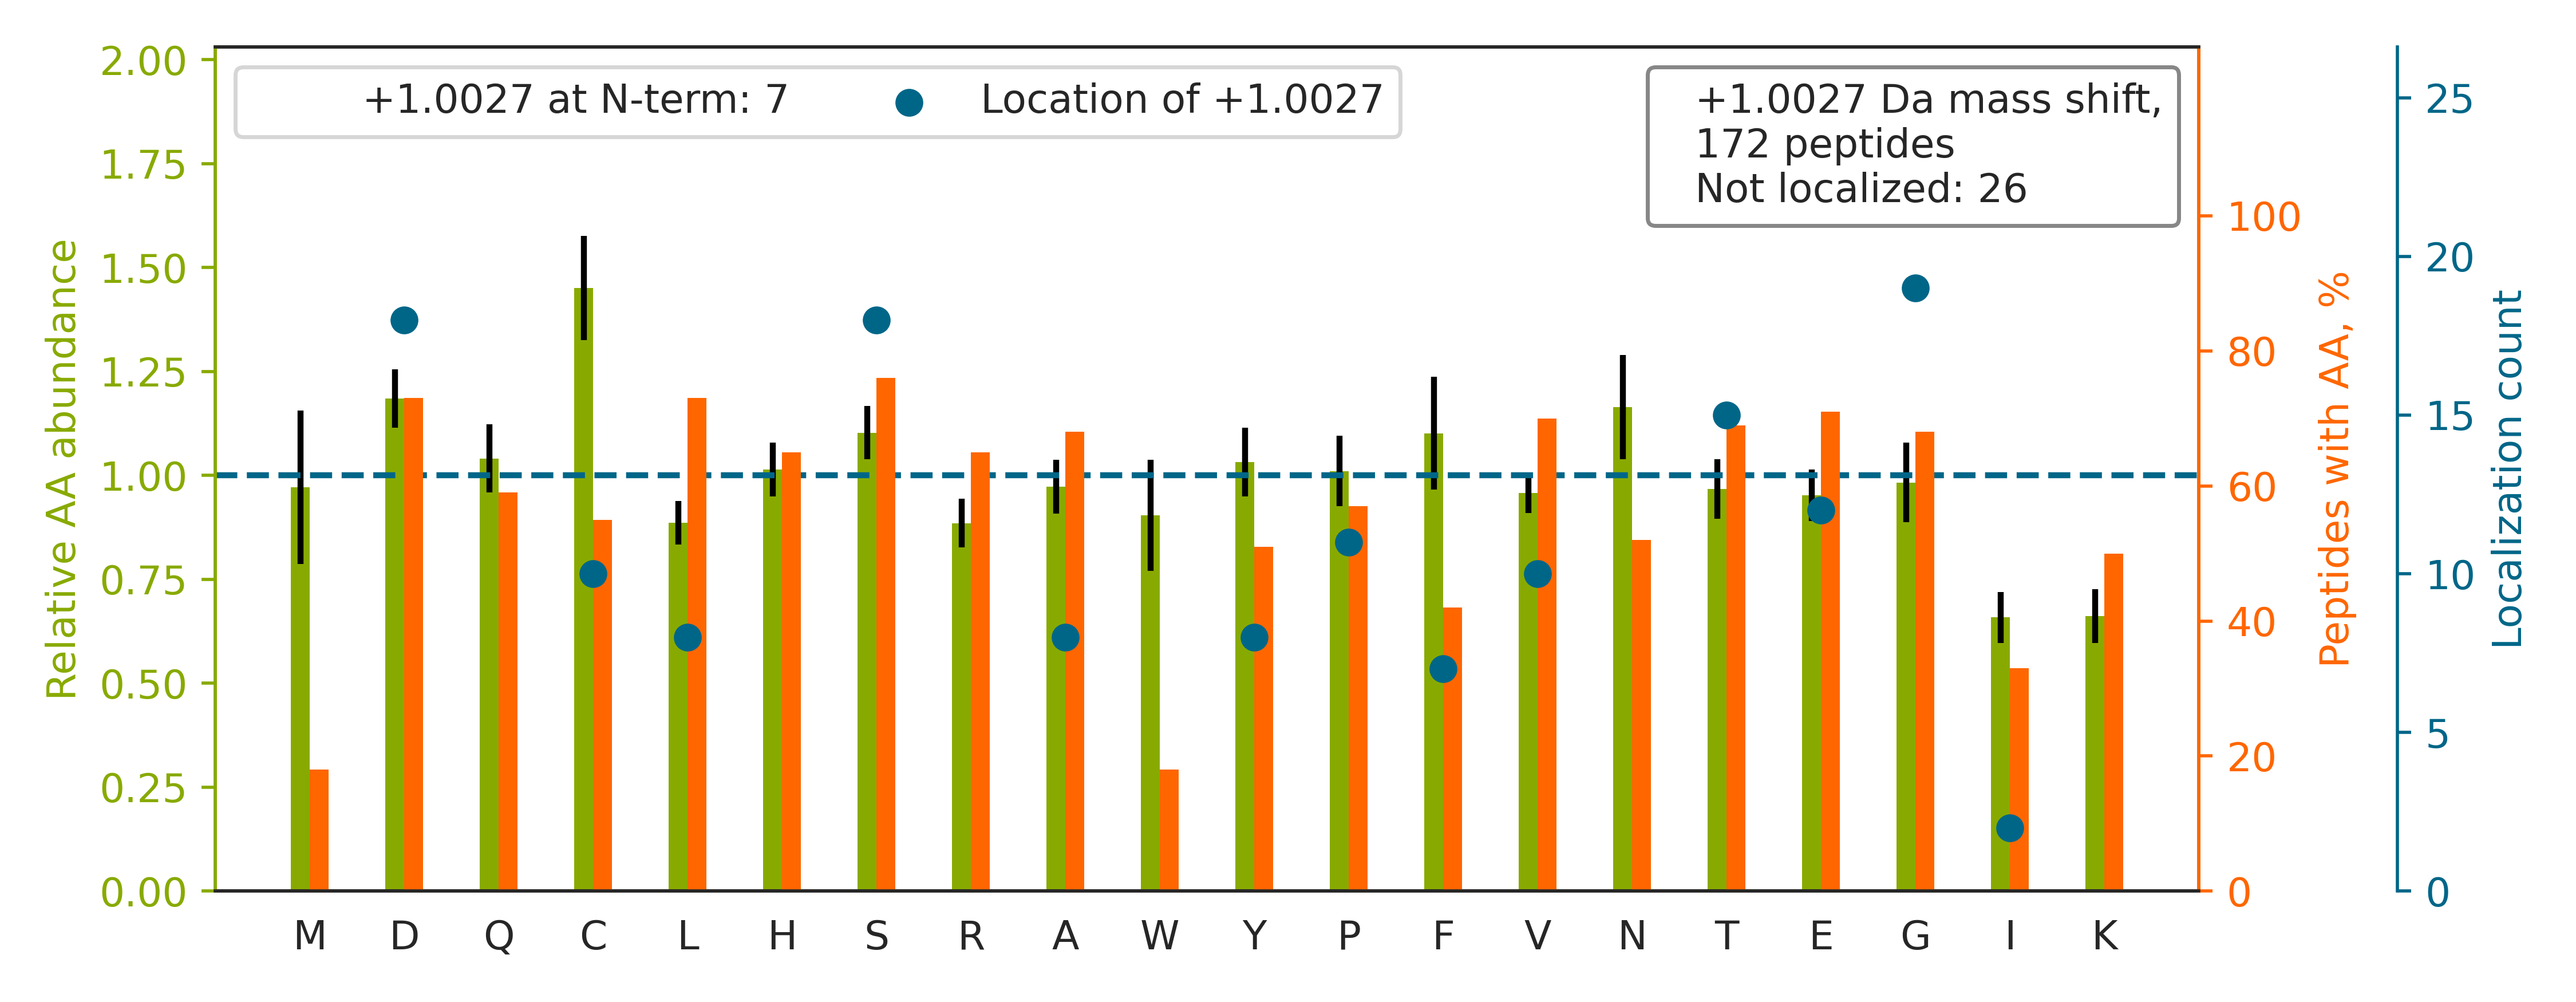 +1.0027 at N-term: 7
Location of +1.0027
+1.0027 Da mass shift,
172 peptides
Not localized: 26
Relative AA abundance
2.00
1.75
1.50
1.25
1.00
0.75
0.50
0.25
0.00
M D Q C L H S R A W Y P F V N T E G I K
100
80
60
40
20
0
Peptides with AA, %
25
20
15
10
5
0
Localization count